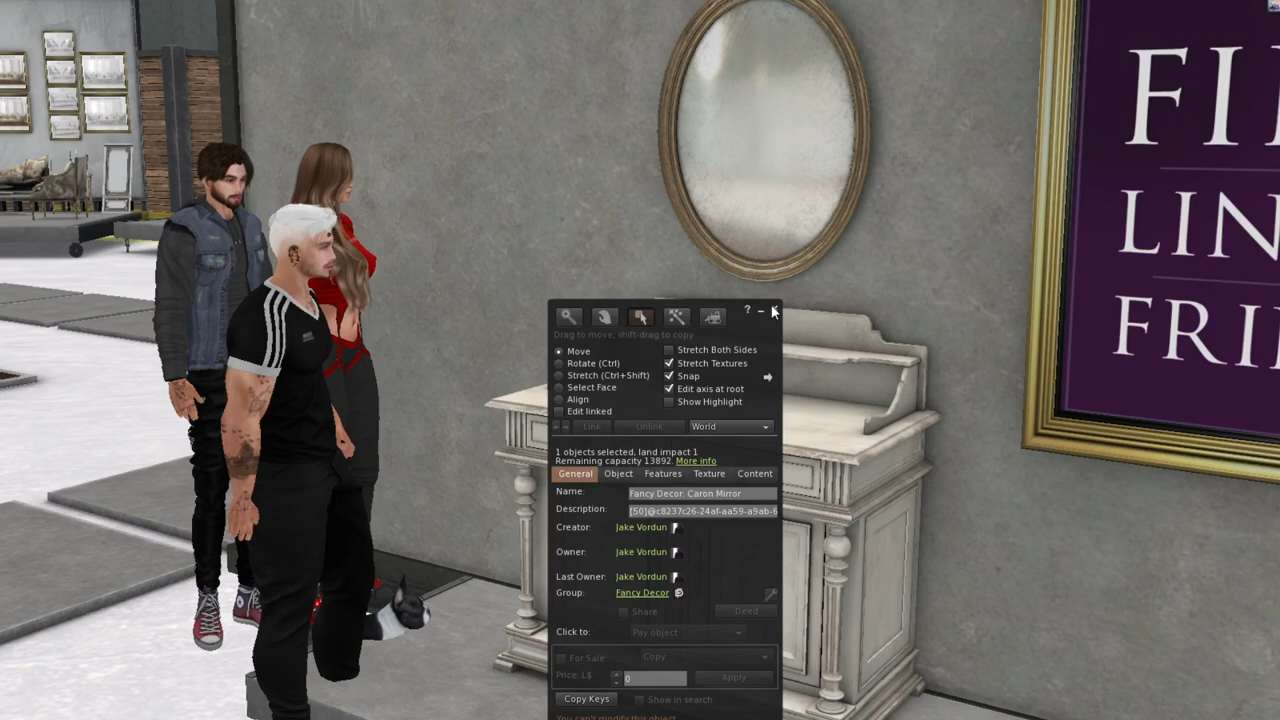 FI
LIN
FRI
?
Drag to move, shift-drag to copy
Move
Rotate (Ctrl)
Stretch (Ctrl+Shift)
Select Face
Align
Edit linked
Stretch Both Sides
Stretch Textures
Snap
Edit axis at root
Show Highlight
Link Unlink World
1 objects selected, land impact 1
Remaining capacity 13892. More info
General Object Features Texture Content
Name: Fancy Decor: Caron Mirror
Description: [50]@c8237c26-24af-aa59-a9ab-6
Creator: Jake Vordun
Owner: Jake Vordun
Last Owner: Jake Vordun
Group: Fancy Decor
Share Deed
Click to: Pay object
For Sale: Copy
Price: L$ 0 Apply
Copy Keys Show in search
You can't modify this object